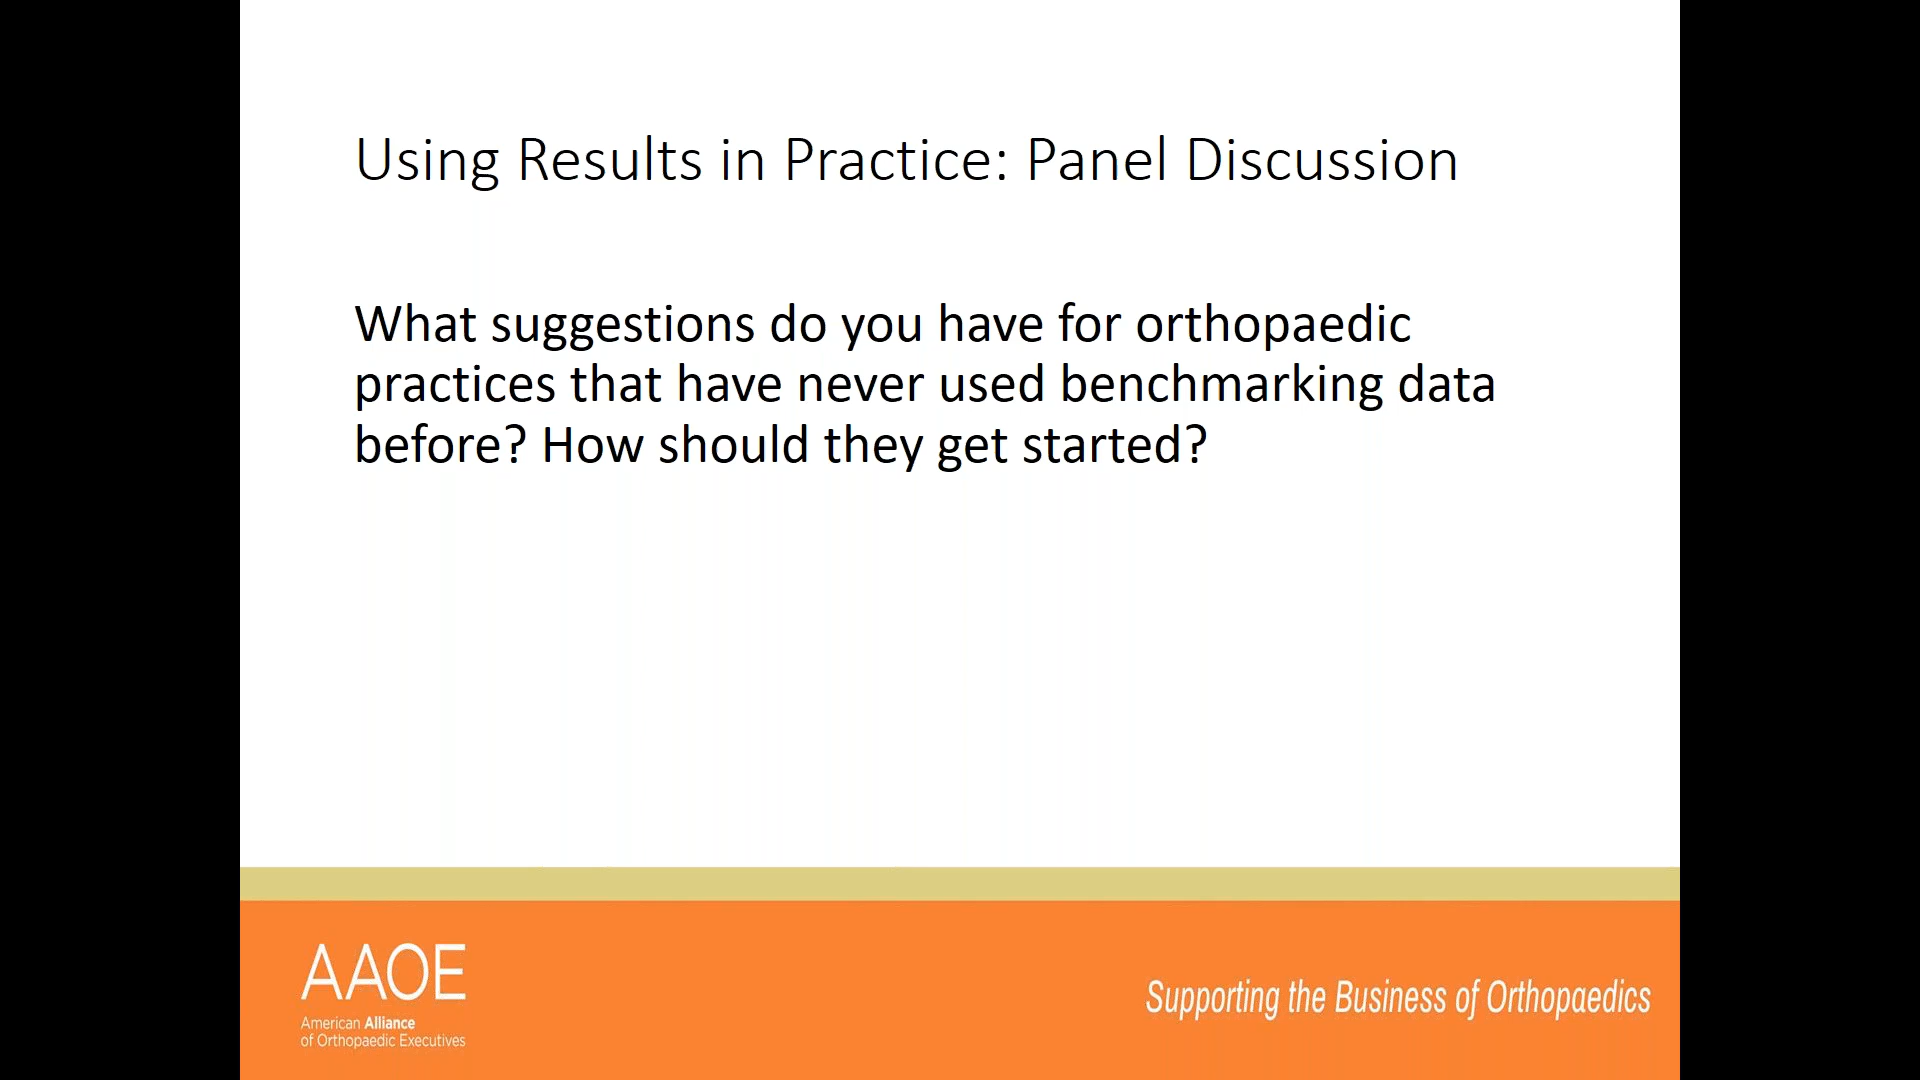 Using Results in Practice: Panel Discussion
What suggestions do you have for orthopaedic
practices that have never used benchmarking data
before? How should they get started?
AAOE
American Alliance
of Orthopaedic Executives
Supporting the Business of Orthopaedics